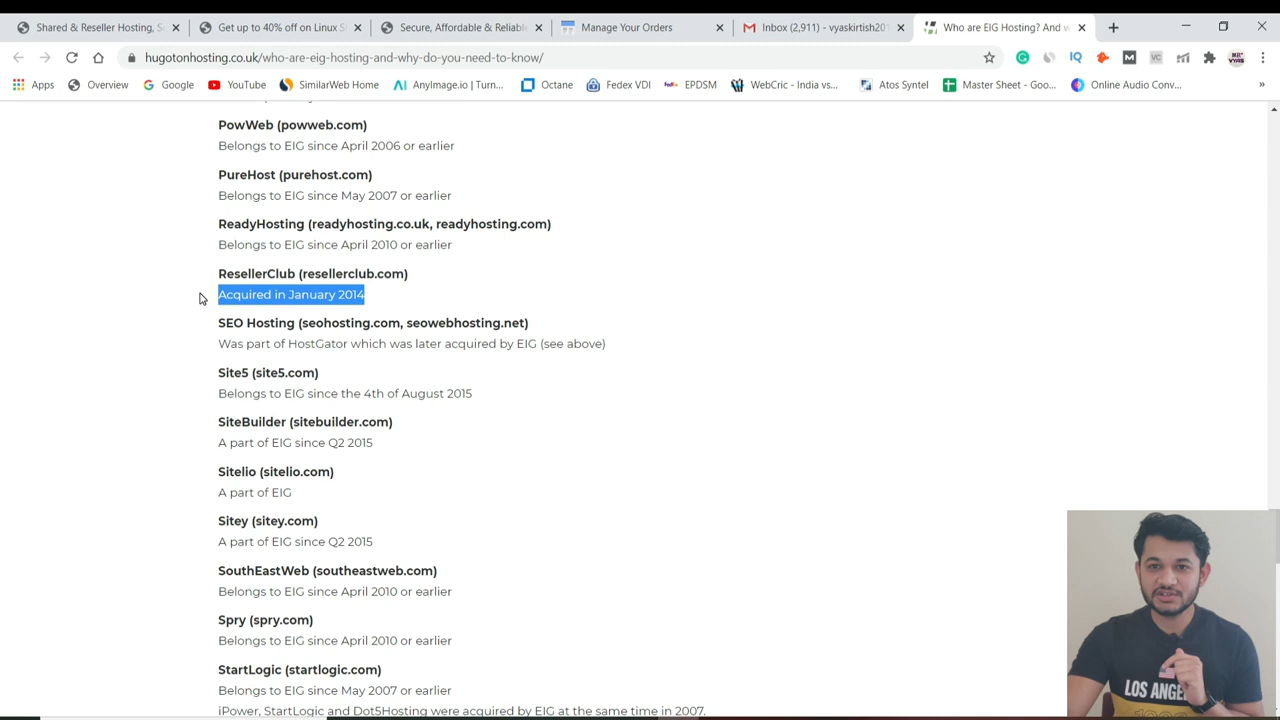 Shared & Reseller Hosting, Se
Get up to 40% off on Linux S
Secure, Affordable & Reliable
Manage Your Orders
Inbox (2,911) - vyaskirtish201
Who are EIG Hosting? And w
hugotonhosting.co.uk/who-are-eig-hosting-and-why-do-you-need-to-know/
Apps
Overview
Google
YouTube
SimilarWeb Home
AnyImage.io | Turn...
Octane
Fedex VDI
EPDSM
WebCric - India vs...
Atos Syntel
Master Sheet - Goo...
Online Audio Conv...
PowWeb (powweb.com)
Belongs to EIG since April 2006 or earlier
PureHost (purehost.com)
Belongs to EIG since May 2007 or earlier
ReadyHosting (readyhosting.co.uk, readyhosting.com)
Belongs to EIG since April 2010 or earlier
ResellerClub (resellerclub.com)
Acquired in January 2014
SEO Hosting (seohosting.com, seowebhosting.net)
Was part of HostGator which was later acquired by EIG (see above)
Site5 (site5.com)
Belongs to EIG since the 4th of August 2015
SiteBuilder (sitebuilder.com)
A part of EIG since Q2 2015
Sitelio (sitelio.com)
A part of EIG
Sitey (sitey.com)
A part of EIG since Q2 2015
SouthEastWeb (southeastweb.com)
Belongs to EIG since April 2010 or earlier
Spry (spry.com)
Belongs to EIG since April 2010 or earlier
StartLogic (startlogic.com)
Belongs to EIG since May 2007 or earlier
iPower, StartLogic and Dot5Hosting were acquired by EIG at the same time in 2007.
LOS ANGE